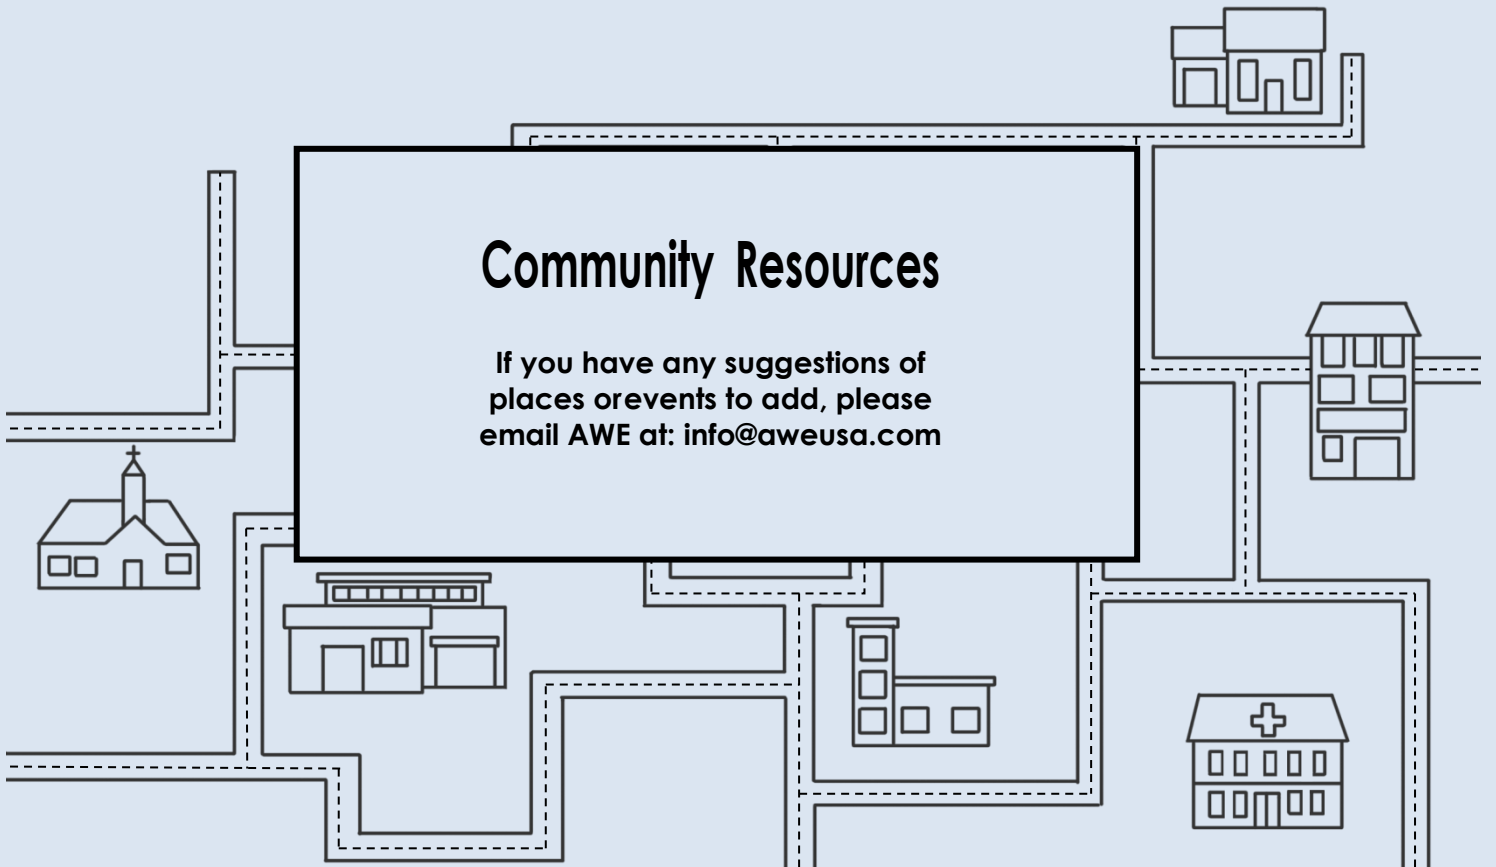 Community Resources
If you have any suggestions of
places orevents to add, please
email AWE at: info@aweusa.com